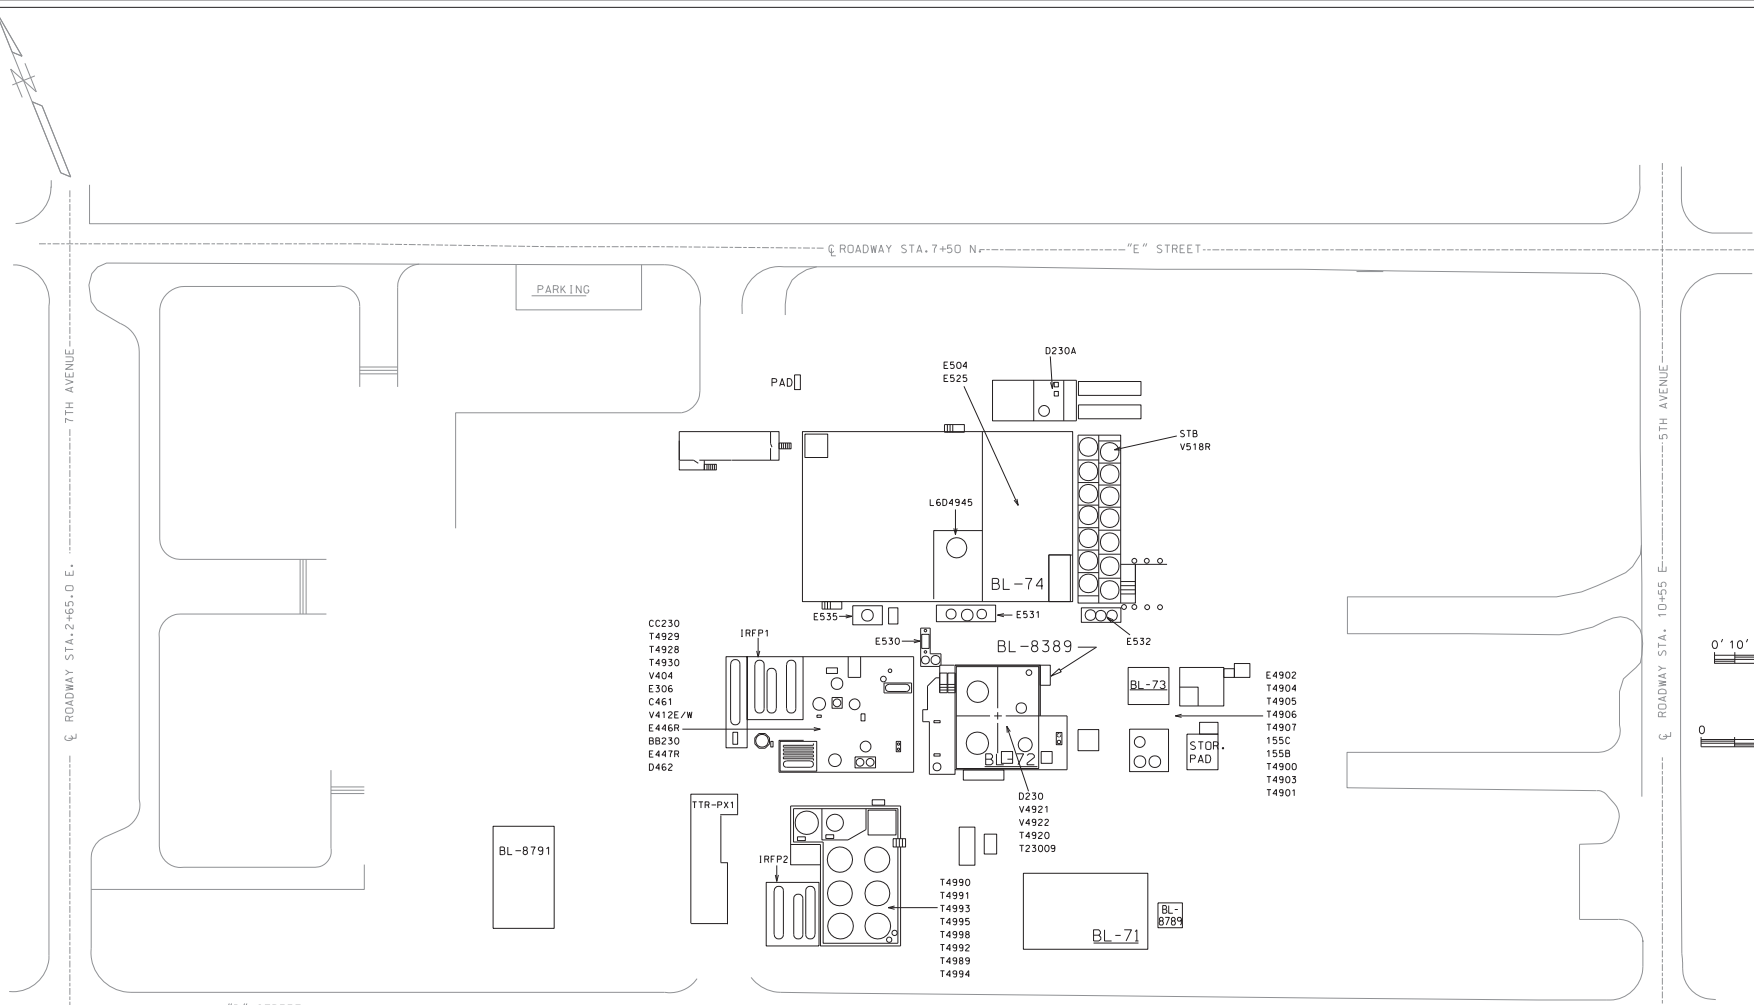 ℄ ROADWAY STA.7+50 N.
"E" STREET
PARKING
7TH AVENUE
℄ ROADWAY STA.2+65.0 E.
5TH AVENUE
℄ ROADWAY STA. 10+55 E
D230A
E504
E525
PAD
STB
V518R
L6D4945
BL-74
E535
E531
E532
E530
BL-8389
0' 10'
0
CC230
T4929
T4928
T4930
V404
E306
C461
V412E/W
E446R
BB230
E447R
D462
IRFP1
BL-73
BL-72
STOR.
PAD
E4902
T4904
T4905
T4906
T4907
155C
155B
T4900
T4903
T4901
D230
V4921
V4922
T4920
T23009
TTR-PX1
BL-8791
IRFP2
T4990
T4991
T4993
T4995
T4998
T4992
T4989
T4994
BL-71
BL-
8789